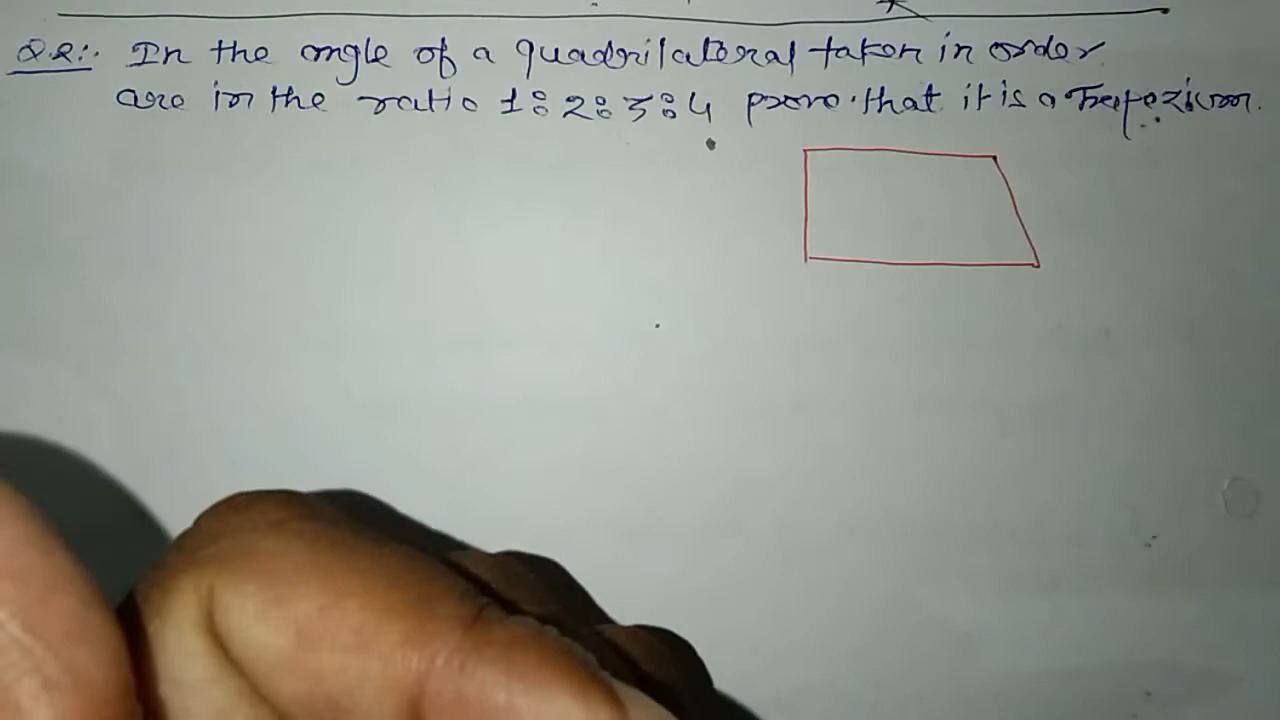 Q2:. In the angle of a quadrilateral taken in order
are in the ratio 1:2:3:4 prove that it is a Trapezium.